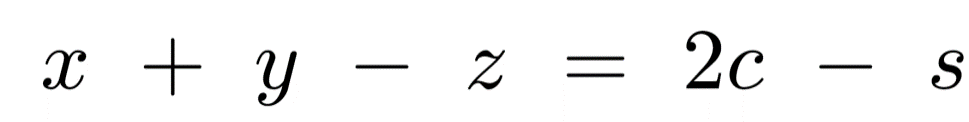 x + y − z = 2c − s